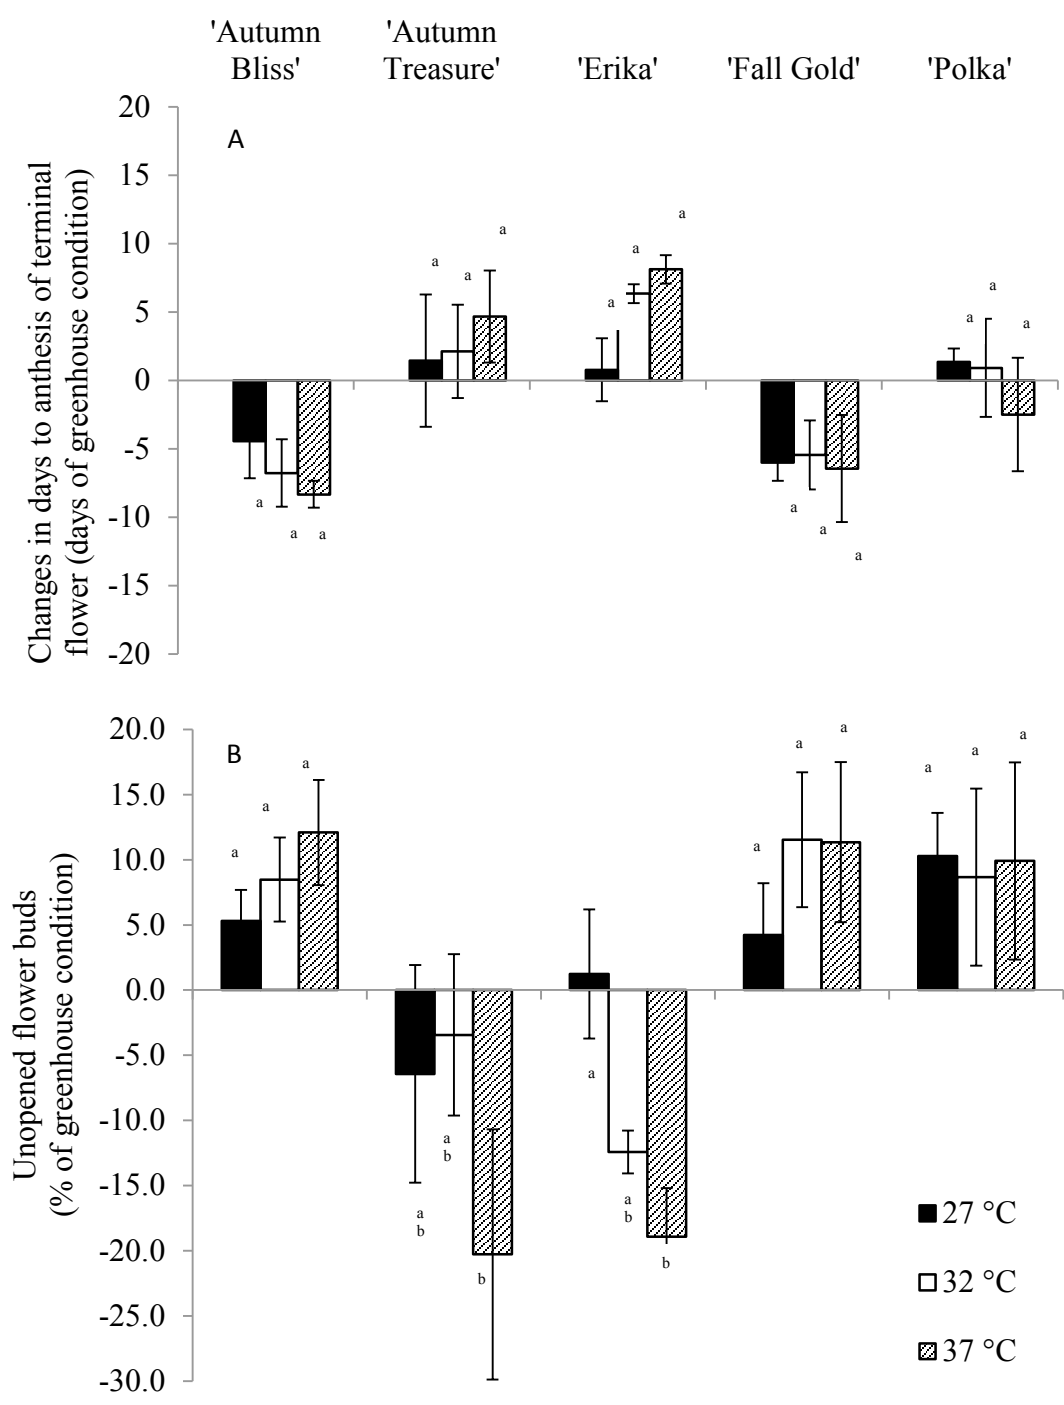 'Autumn Bliss'
'Autumn Treasure'
'Erika'
'Fall Gold'
'Polka'
A
Changes in days to anthesis of terminal
flower (days of greenhouse condition)
20
15
10
5
0
-5
-10
-15
-20
a a a
a a a
a a a
a a a
a a a
B
Unopened flower buds
(% of greenhouse condition)
20.0
15.0
10.0
5.0
0.0
-5.0
-10.0
-15.0
-20.0
-25.0
-30.0
a a a
a b
a b
b
a
a b
b
a a a
a a a
27 °C
32 °C
37 °C